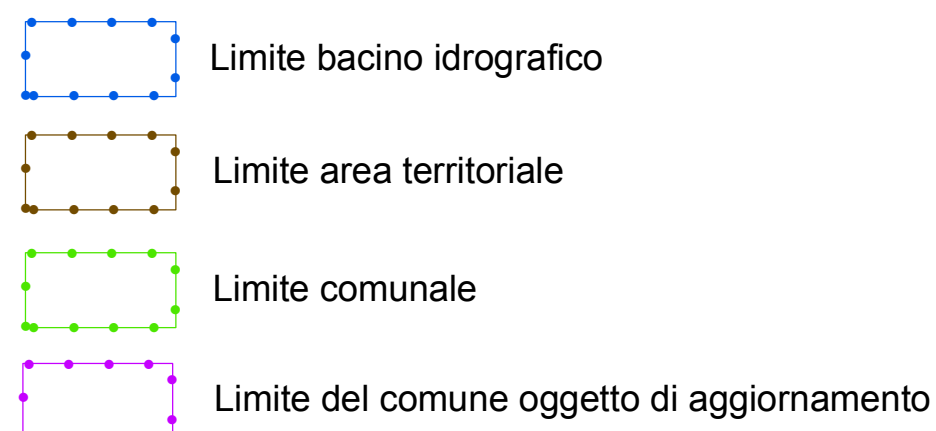 Limite bacino idrografico
Limite area territoriale
Limite comunale
Limite del comune oggetto di aggiornamento